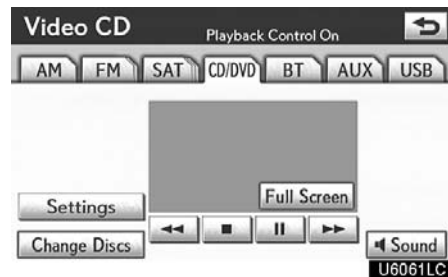 Video CD Playback Control On
AM FM SAT CD/DVD BT AUX USB
Full Screen
Settings
Change Discs
Sound
U6061LC